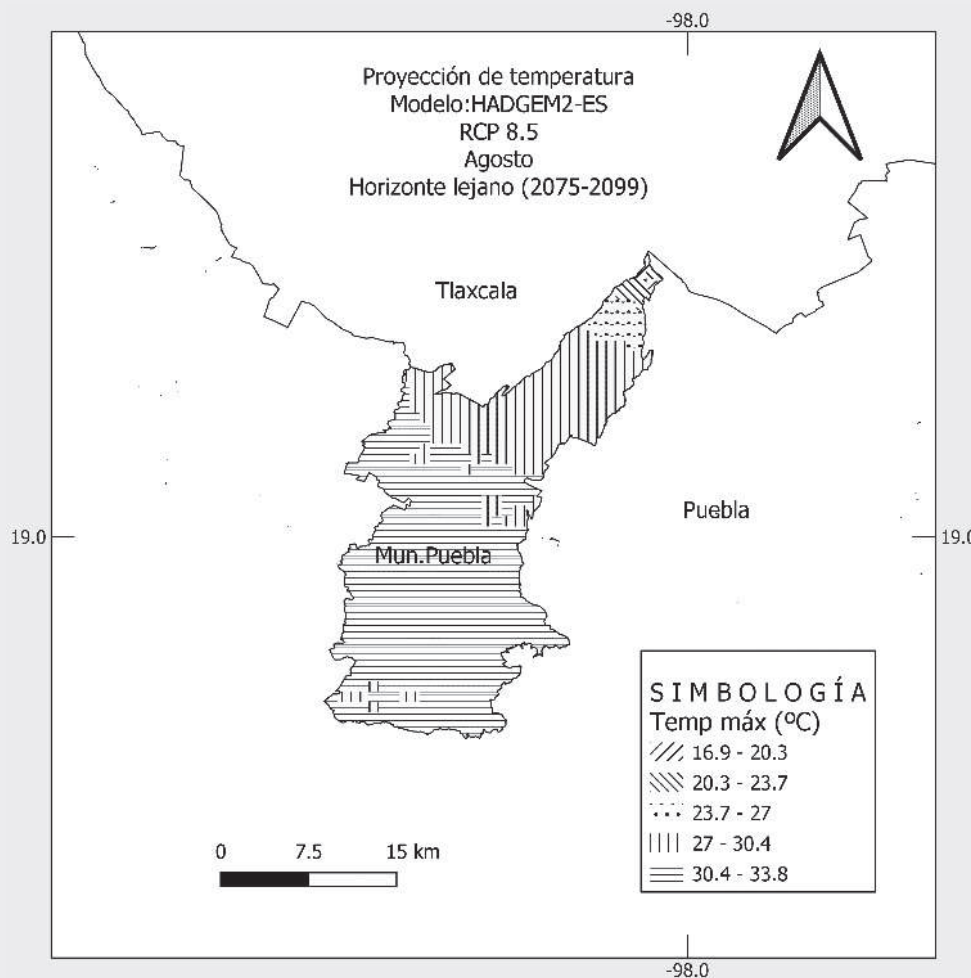 -98.0
Proyección de temperatura
Modelo:HADGEM2-ES
RCP 8.5
Agosto
Horizonte lejano (2075-2099)
Tlaxcala
Puebla
19.0
19.0
Mun.Puebla
SIMBOLOGÍA
Temp máx (ºC)
16.9 - 20.3
20.3 - 23.7
23.7 - 27
27 - 30.4
30.4 - 33.8
0 7.5 15 km
-98.0